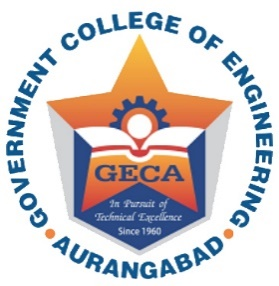 GOVERNMENT COLLEGE OF ENGINEERING
GECA
In Pursuit of
Technical Excellence
Since 1960
• AURANGABAD •